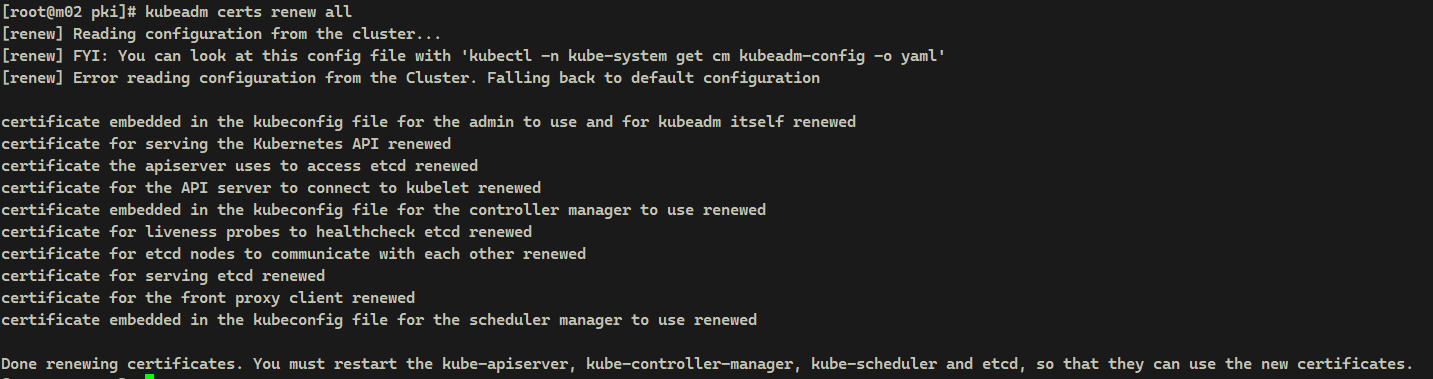 [root@m02 pki]# kubeadm certs renew all
[renew] Reading configuration from the cluster...
[renew] FYI: You can look at this config file with 'kubectl -n kube-system get cm kubeadm-config -o yaml'
[renew] Error reading configuration from the Cluster. Falling back to default configuration
certificate embedded in the kubeconfig file for the admin to use and for kubeadm itself renewed
certificate for serving the Kubernetes API renewed
certificate the apiserver uses to access etcd renewed
certificate for the API server to connect to kubelet renewed
certificate embedded in the kubeconfig file for the controller manager to use renewed
certificate for liveness probes to healthcheck etcd renewed
certificate for etcd nodes to communicate with each other renewed
certificate for serving etcd renewed
certificate for the front proxy client renewed
certificate embedded in the kubeconfig file for the scheduler manager to use renewed
Done renewing certificates. You must restart the kube-apiserver, kube-controller-manager, kube-scheduler and etcd, so that they can use the new certificates.